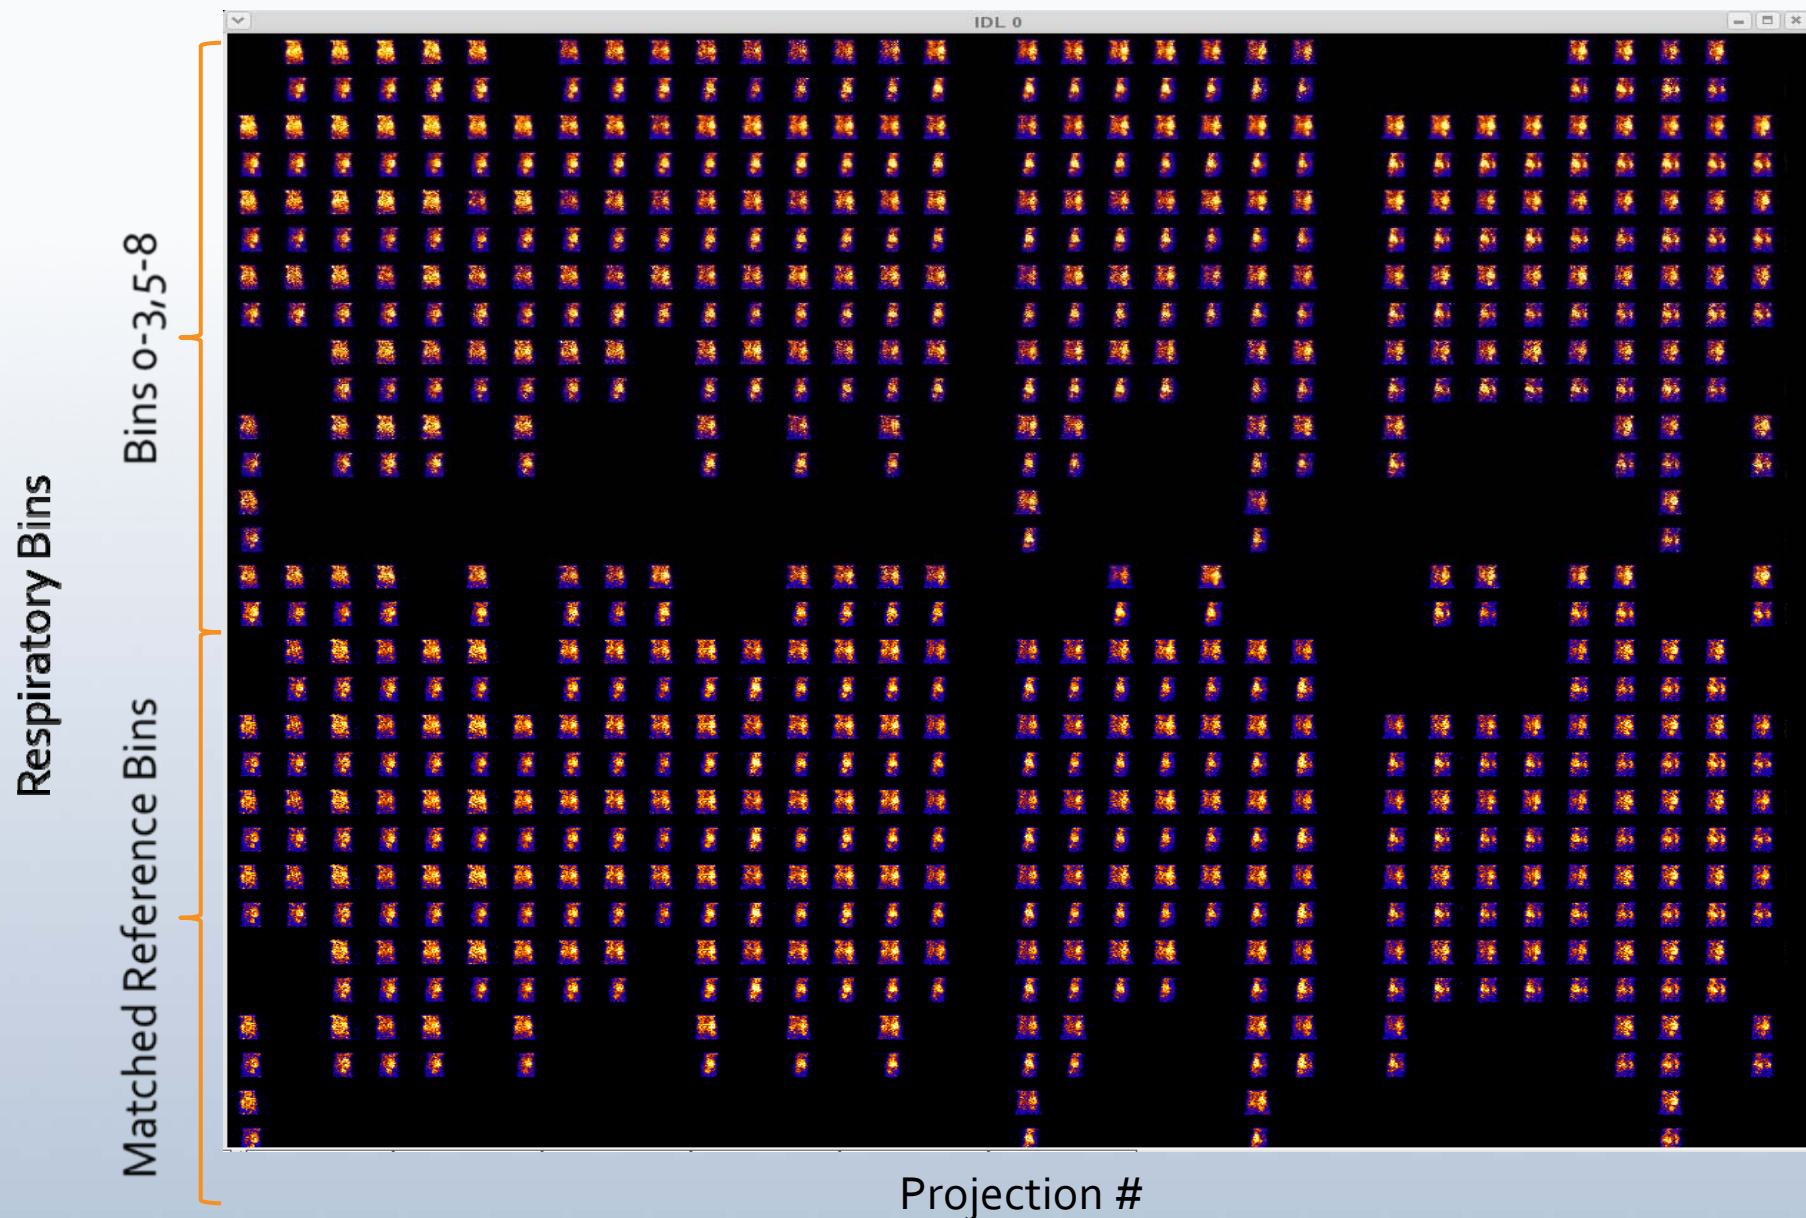 IDL 0
Respiratory Bins
Bins 0-3,5-8
Matched Reference Bins
Projection #